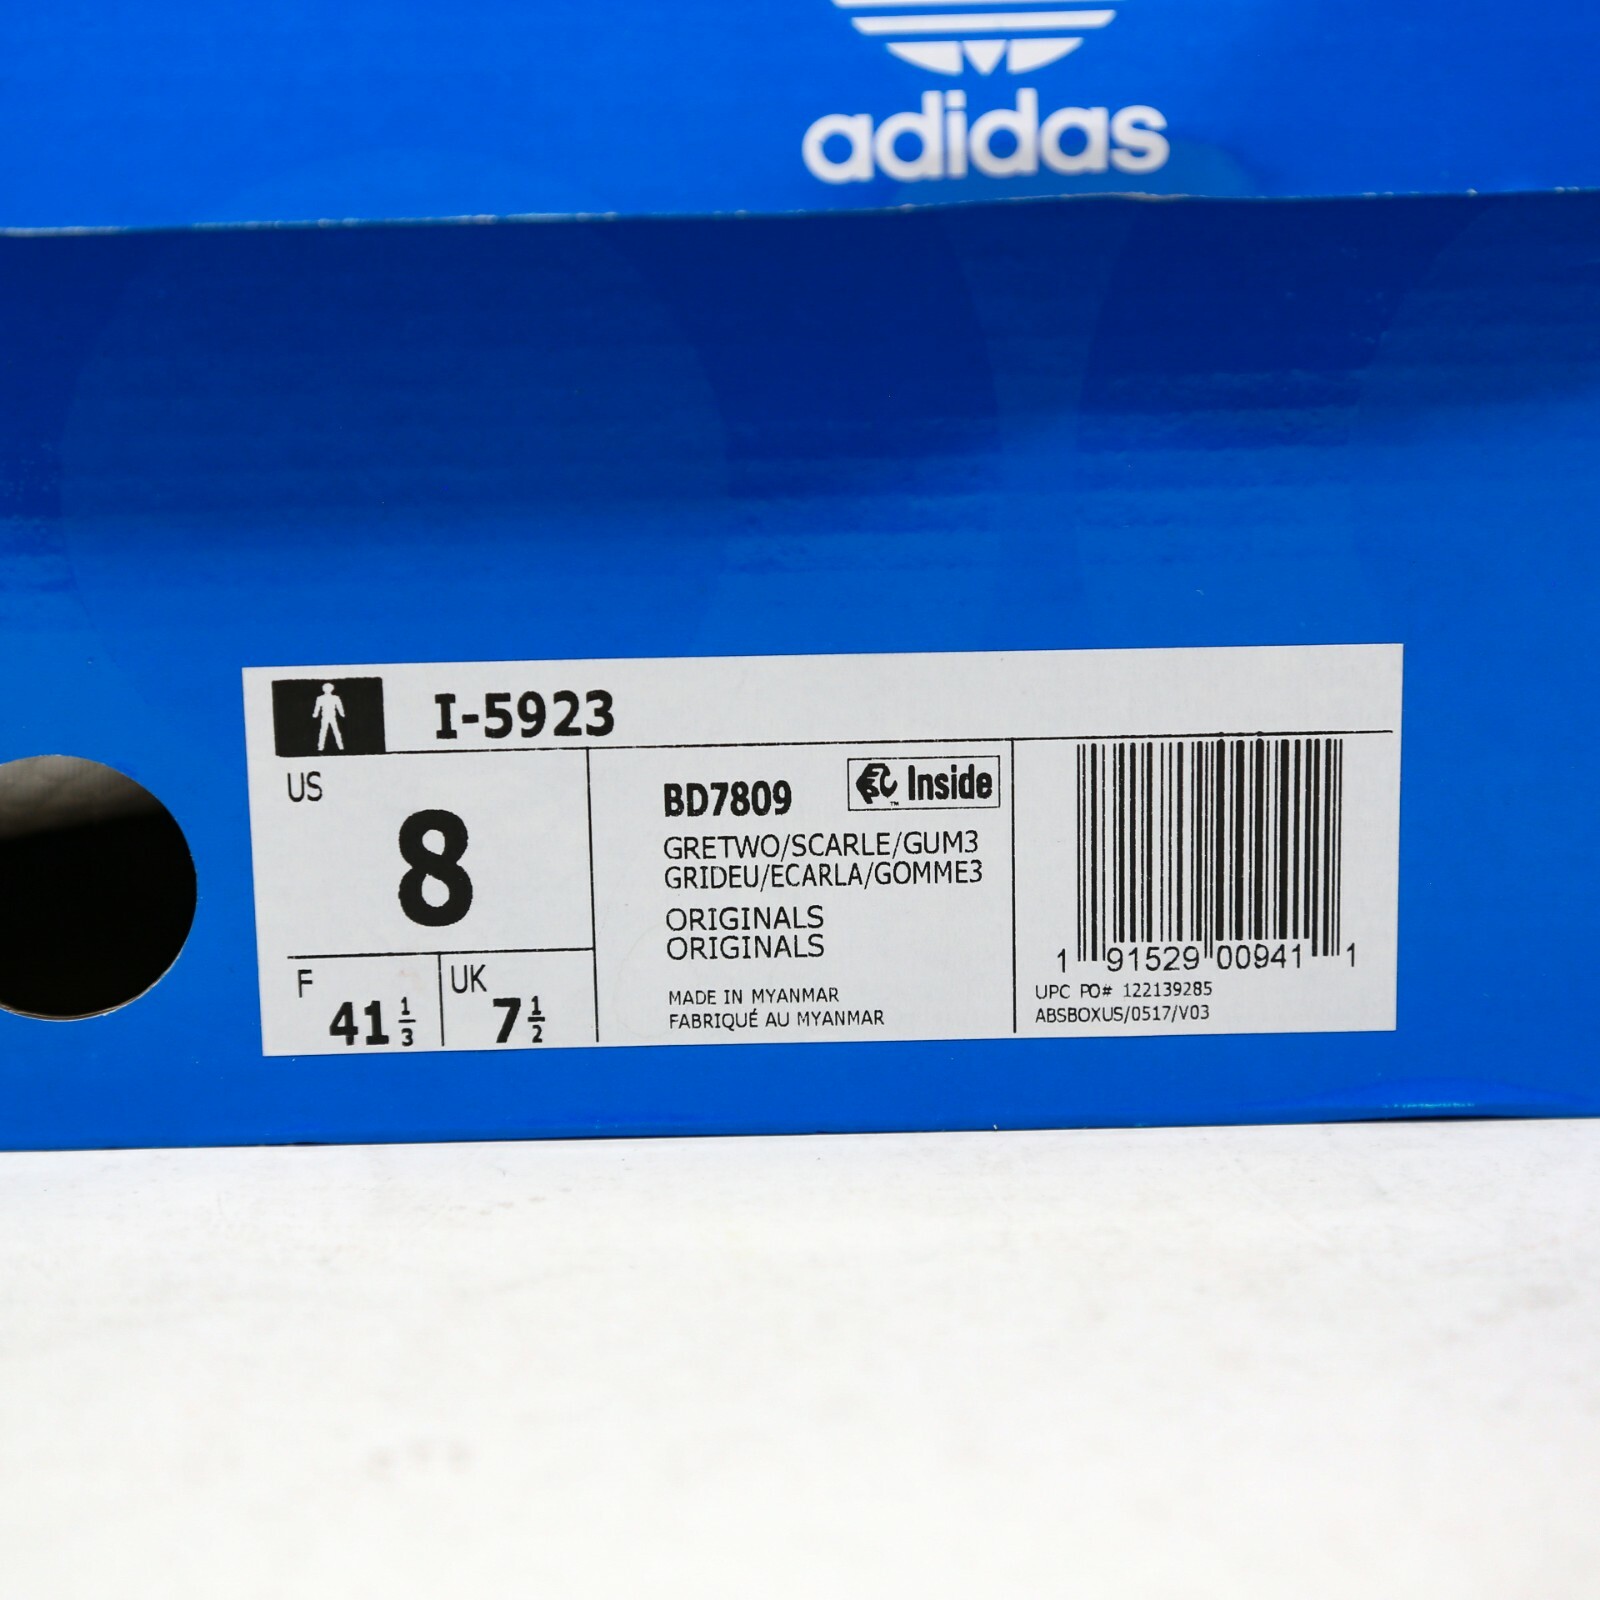 adidas
I-5923
US
8
F
41 1/3
UK
7 1/2
BD7809
Inside
™
GRETWO/SCARLE/GUM3
GRIDEU/ECARLA/GOMME3
ORIGINALS
ORIGINALS
MADE IN MYANMAR
FABRIQUÉ AU MYANMAR
1 91529 00941 1
UPC PO# 122139285
ABSBOXUS/0517/V03